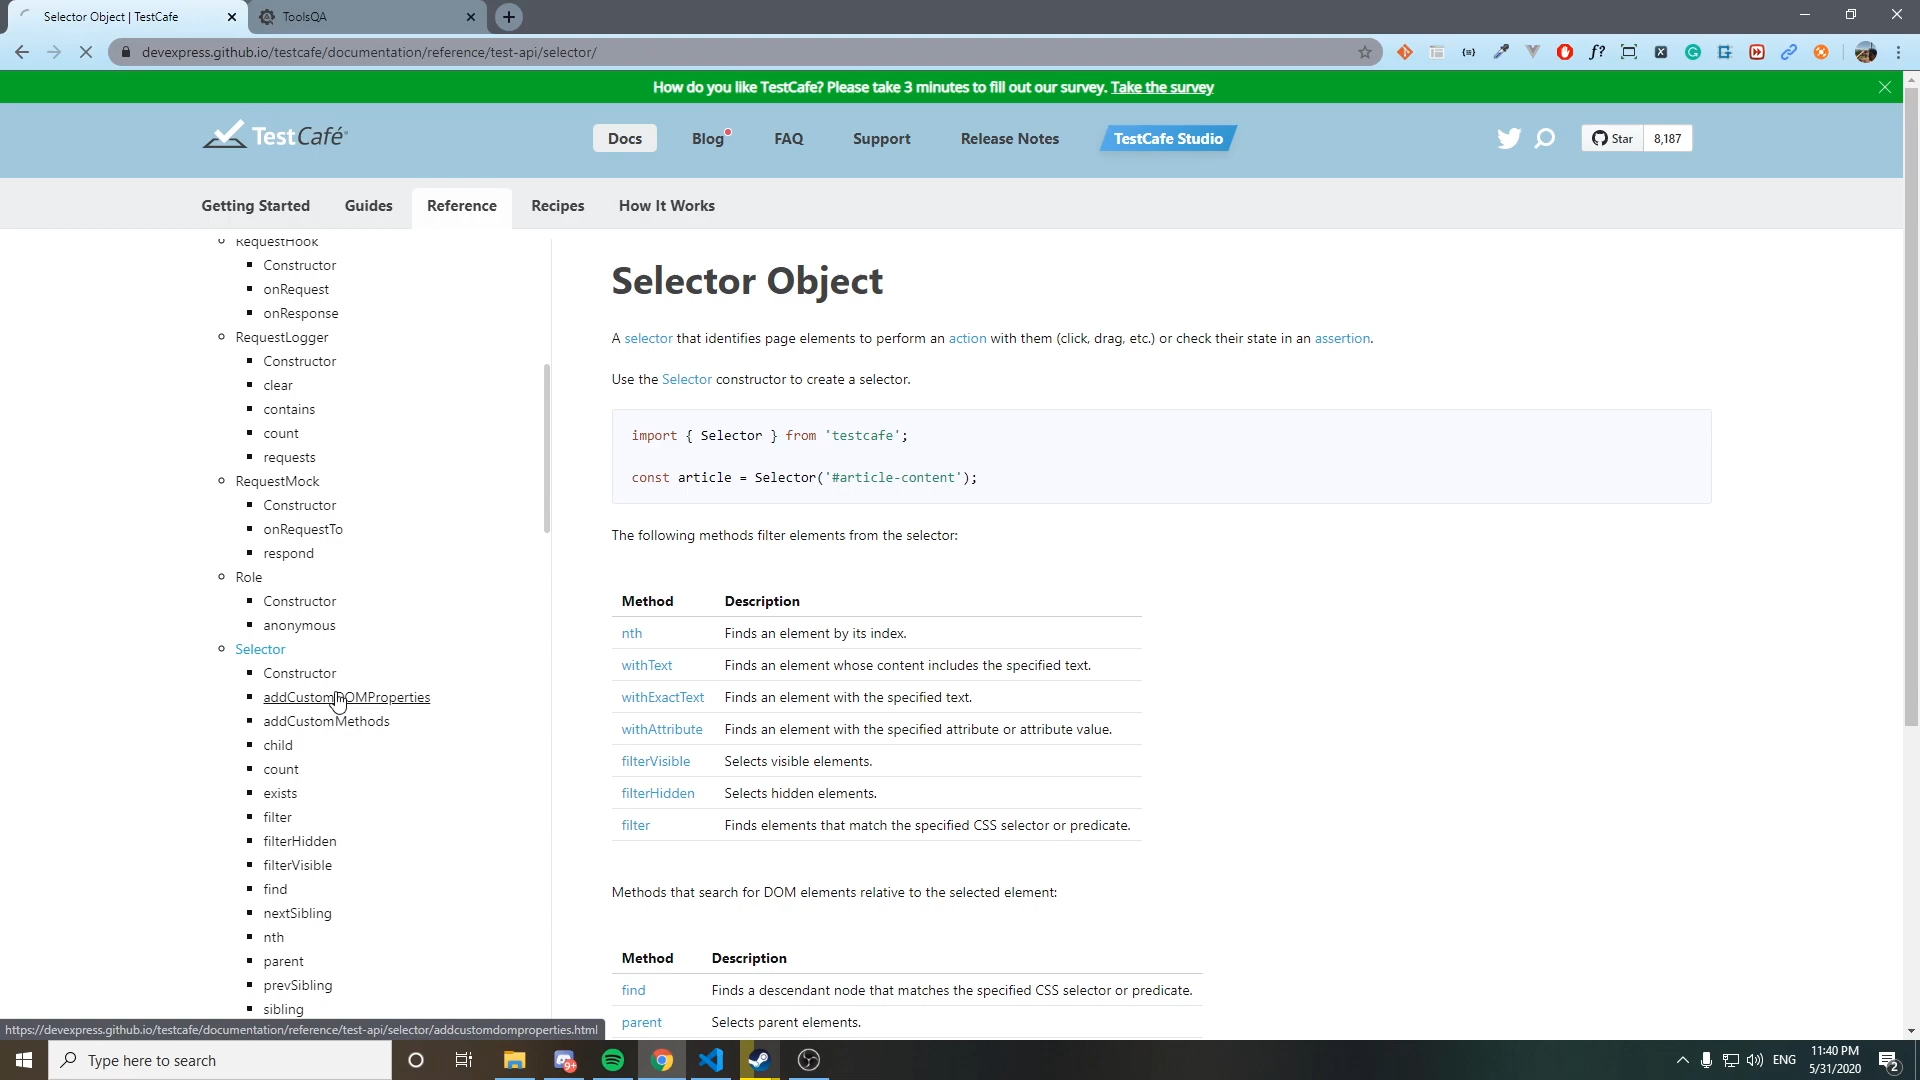 Selector Object | TestCafe
ToolsQA
devexpress.github.io/testcafe/documentation/reference/test-api/selector/
How do you like TestCafe? Please take 3 minutes to fill out our survey. Take the survey
TestCafé
Docs
Blog
FAQ
Support
Release Notes
TestCafe Studio
Star
8,187
Getting Started
Guides
Reference
Recipes
How It Works
RequestHook
Constructor
onRequest
onResponse
RequestLogger
Constructor
clear
contains
count
requests
RequestMock
Constructor
onRequestTo
respond
Role
Constructor
anonymous
Selector
Constructor
addCustomDOMProperties
addCustomMethods
child
count
exists
filter
filterHidden
filterVisible
find
nextSibling
nth
parent
prevSibling
sibling
Selector Object
A selector that identifies page elements to perform an action with them (click, drag, etc.) or check their state in an assertion.
Use the Selector constructor to create a selector.
import { Selector } from 'testcafe';
const article = Selector('#article-content');
The following methods filter elements from the selector:
Method Description
nth Finds an element by its index.
withText Finds an element whose content includes the specified text.
withExactText Finds an element with the specified text.
withAttribute Finds an element with the specified attribute or attribute value.
filterVisible Selects visible elements.
filterHidden Selects hidden elements.
filter Finds elements that match the specified CSS selector or predicate.
Methods that search for DOM elements relative to the selected element:
Method Description
find Finds a descendant node that matches the specified CSS selector or predicate.
parent Selects parent elements.
https://devexpress.github.io/testcafe/documentation/reference/test-api/selector/addcustomdomproperties.html
Type here to search
ENG
11:40 PM
5/31/2020
2